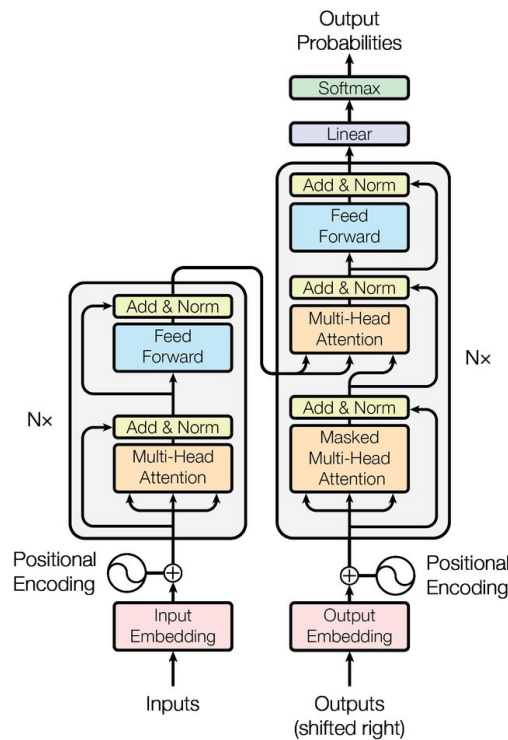 Output
Probabilities
Softmax
Linear
Add & Norm
Feed
Forward
Add & Norm
Multi-Head
Attention
Add & Norm
Masked
Multi-Head
Attention
N×
Positional
Encoding
Output
Embedding
Outputs
(shifted right)
Add & Norm
Feed
Forward
N×
Add & Norm
Multi-Head
Attention
Positional
Encoding
Input
Embedding
Inputs